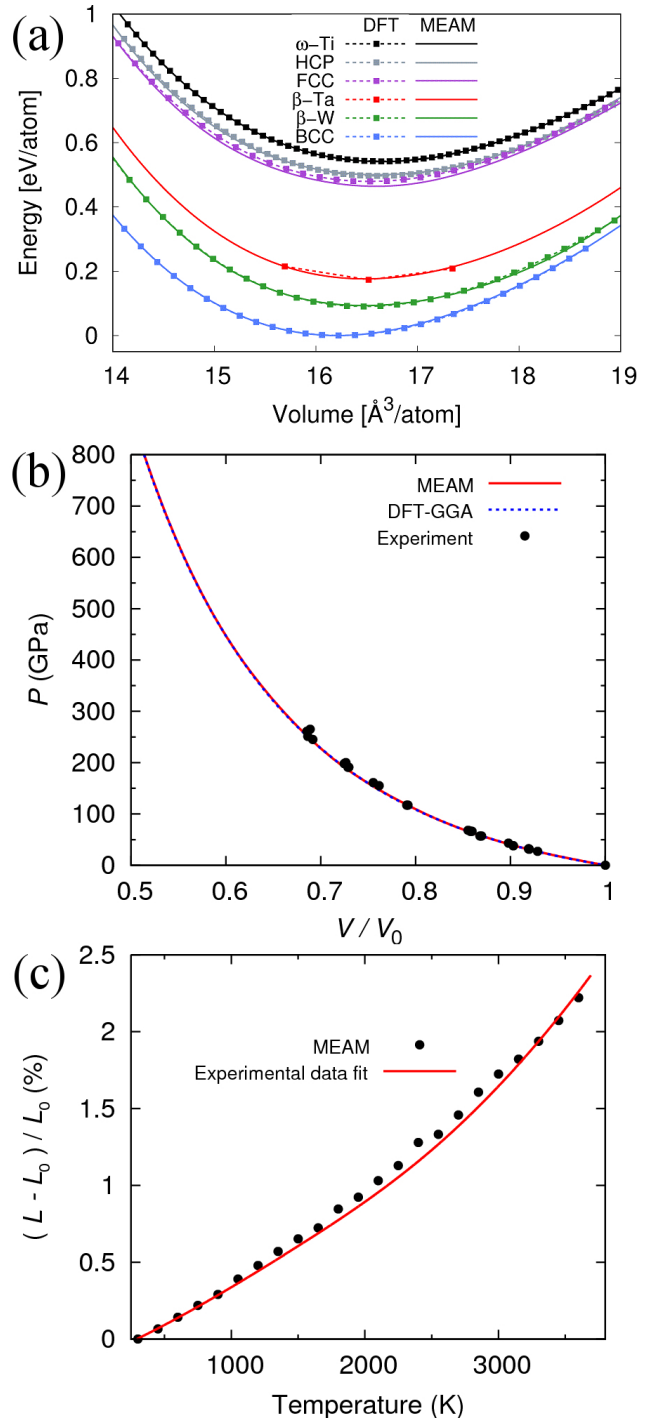 (a)
DFT MEAM
ω−Ti
HCP
FCC
β−Ta
β−W
BCC
Energy [eV/atom]
1
0.8
0.6
0.4
0.2
0
14 15 16 17 18 19
Volume [Å³/atom]
(b)
MEAM
DFT-GGA
Experiment
P (GPa)
800
700
600
500
400
300
200
100
0
0.5 0.6 0.7 0.8 0.9 1
V / V₀
(c)
MEAM
Experimental data fit
( L - L₀ ) / L₀ (%)
2.5
2
1.5
1
0.5
0
1000 2000 3000
Temperature (K)